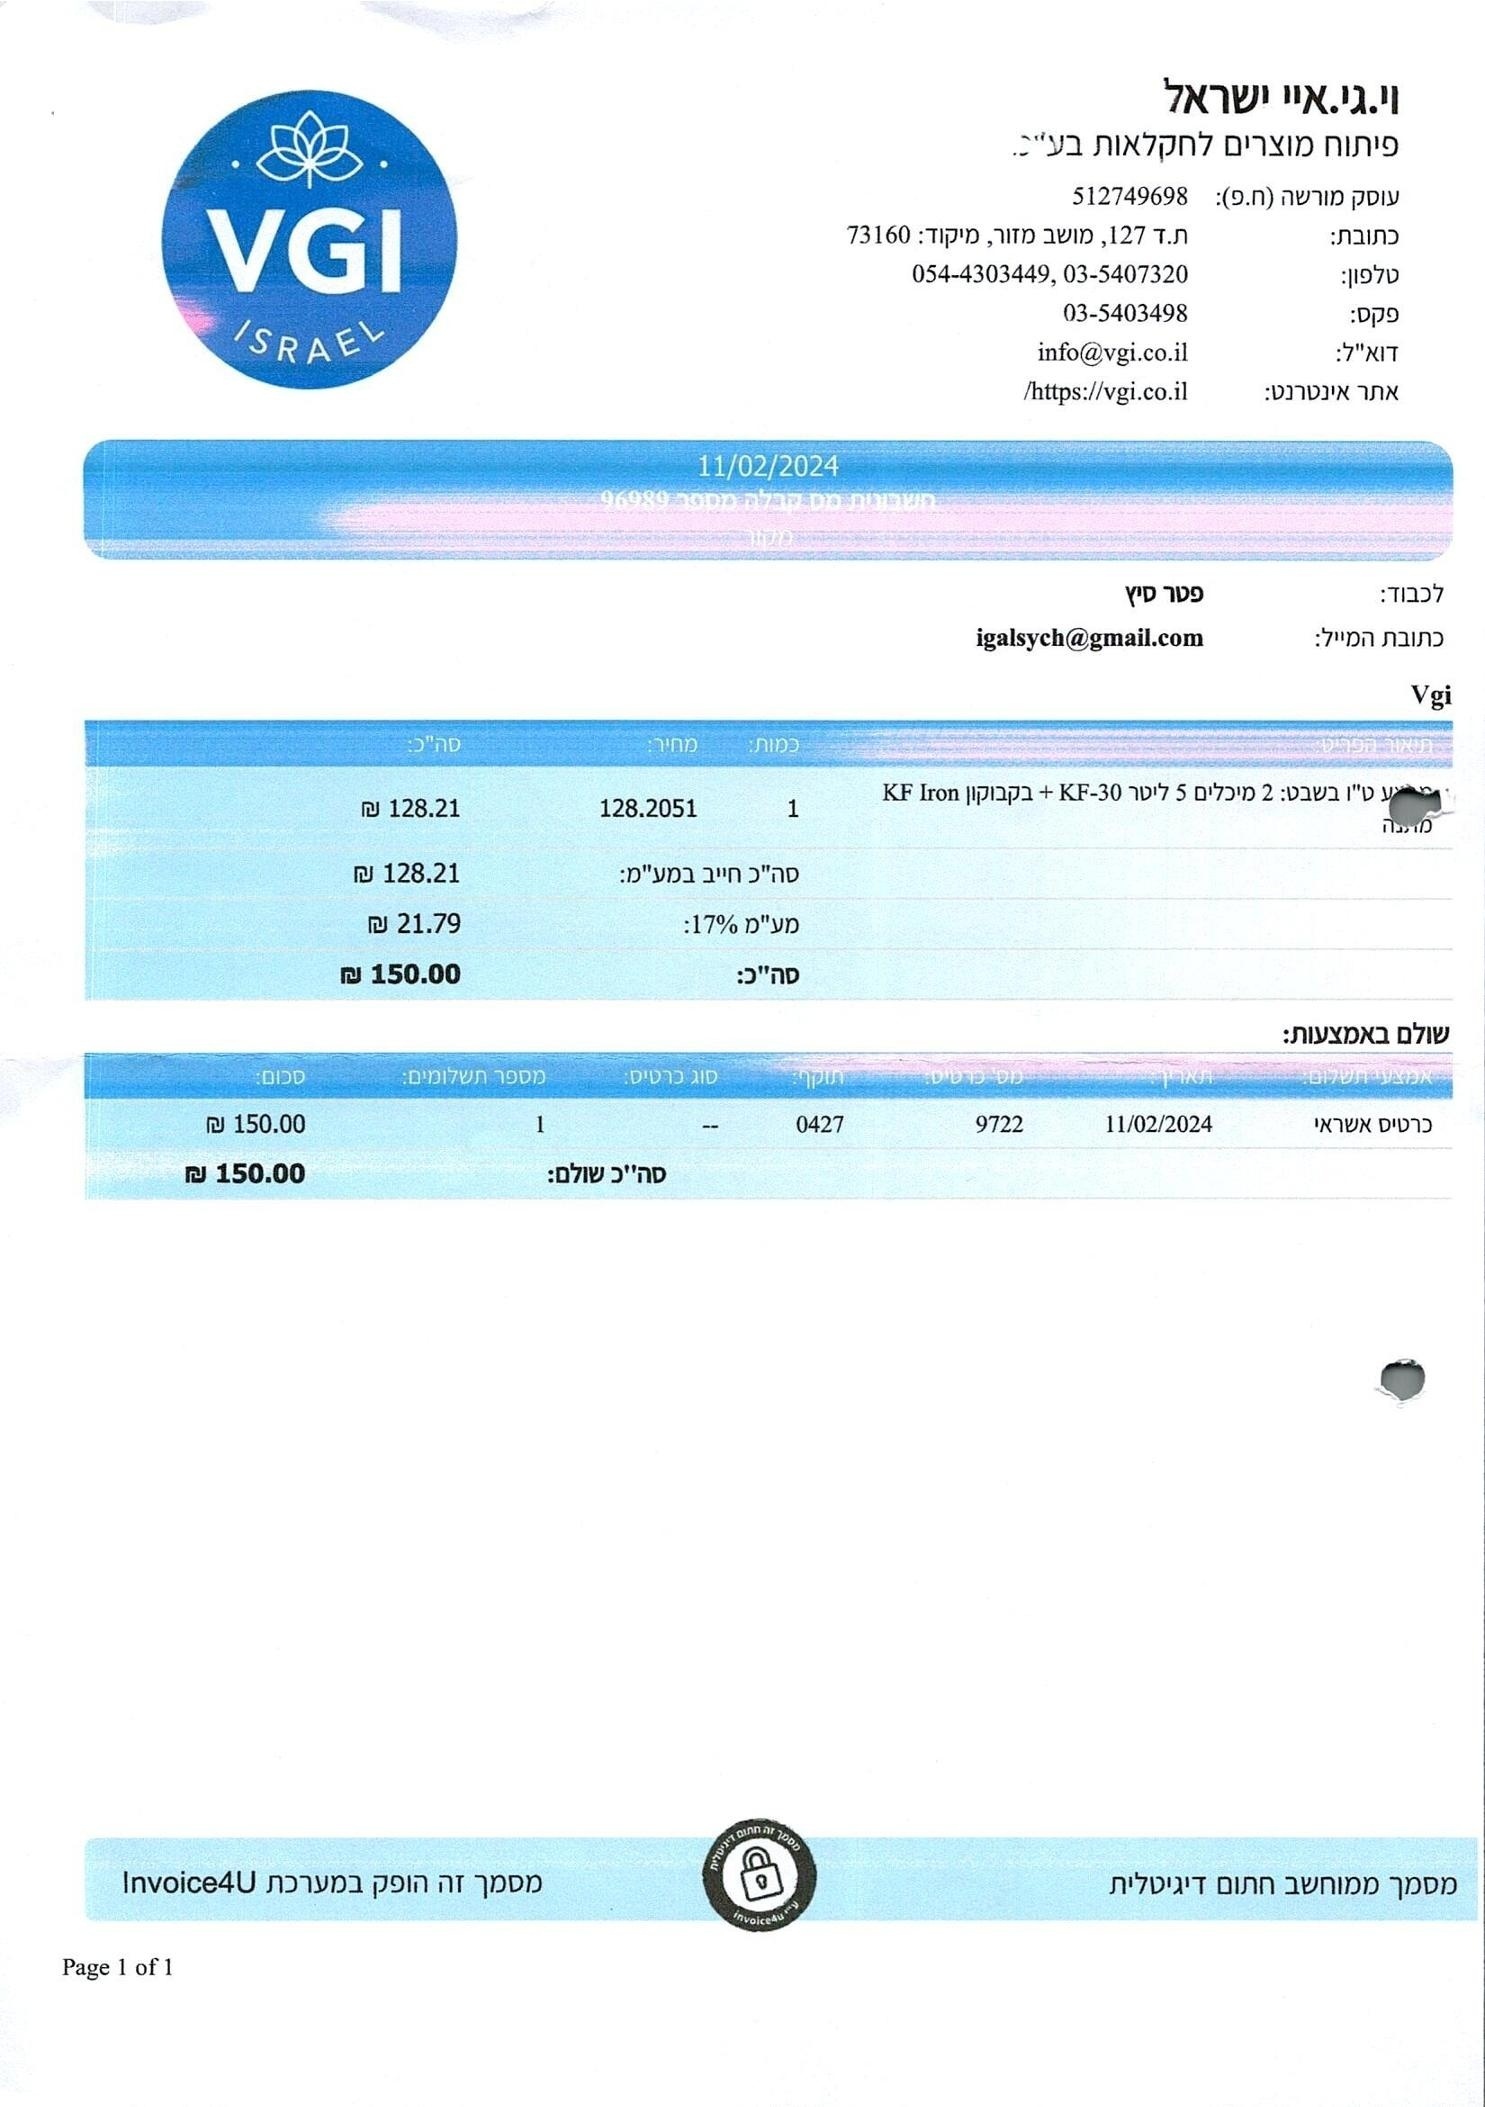 VGI
ISRAEL
וי.גי.איי ישראל
פיתוח מוצרים לחקלאות בע"מ
עוסק מורשה (ח.פ): 512749698
כתובת: ת.ד 127, מושב מזור, מיקוד: 73160
טלפון: 03-5407320 ,054-4303449
פקס: 03-5403498
דוא"ל: info@vgi.co.il
אתר אינטרנט: https://vgi.co.il/
11/02/2024
חשבונית מס קבלה מספר 96989
מקור
לכבוד: פטר סיץ
כתובת המייל: igalsych@gmail.com
Vgi
תיאור הפריט: כמות: מחיר: סה"כ:
ט"ו בשבט: 2 מיכלים 5 ליטר KF-30 + בקבוקון KF Iron 1 128.2051 128.21 ₪
מתנה
סה"כ חייב במע"מ: 128.21 ₪
מע"מ 17%: 21.79 ₪
סה"כ: 150.00 ₪
שולם באמצעות:
אמצעי תשלום: תאריך: מס' כרטיס: תוקף: סוג כרטיס: מספר תשלומים: סכום:
כרטיס אשראי 11/02/2024 9722 0427 -- 1 150.00 ₪
סה"כ שולם: 150.00 ₪
מסמך ממוחשב חתום דיגיטלית
מסמך זה חתום דיגיטלית
ע"י invoice4u
מסמך זה הופק במערכת Invoice4U
Page 1 of 1